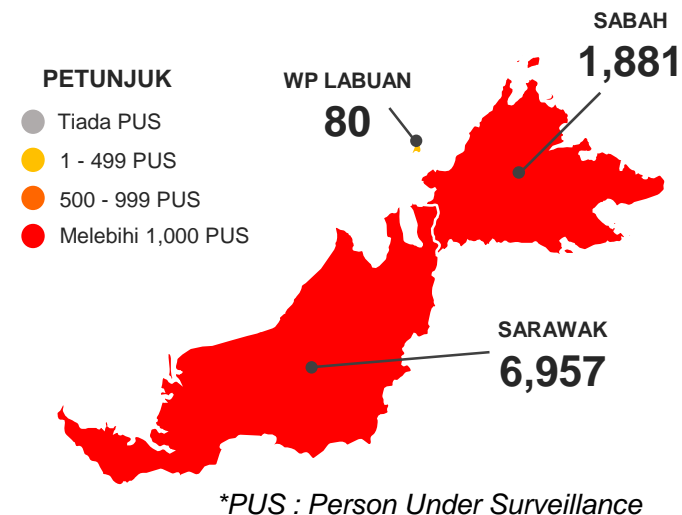 SABAH
1,881
WP LABUAN
80
PETUNJUK
Tiada PUS
1 - 499 PUS
500 - 999 PUS
Melebihi 1,000 PUS
SARAWAK
6,957
*PUS : Person Under Surveillance